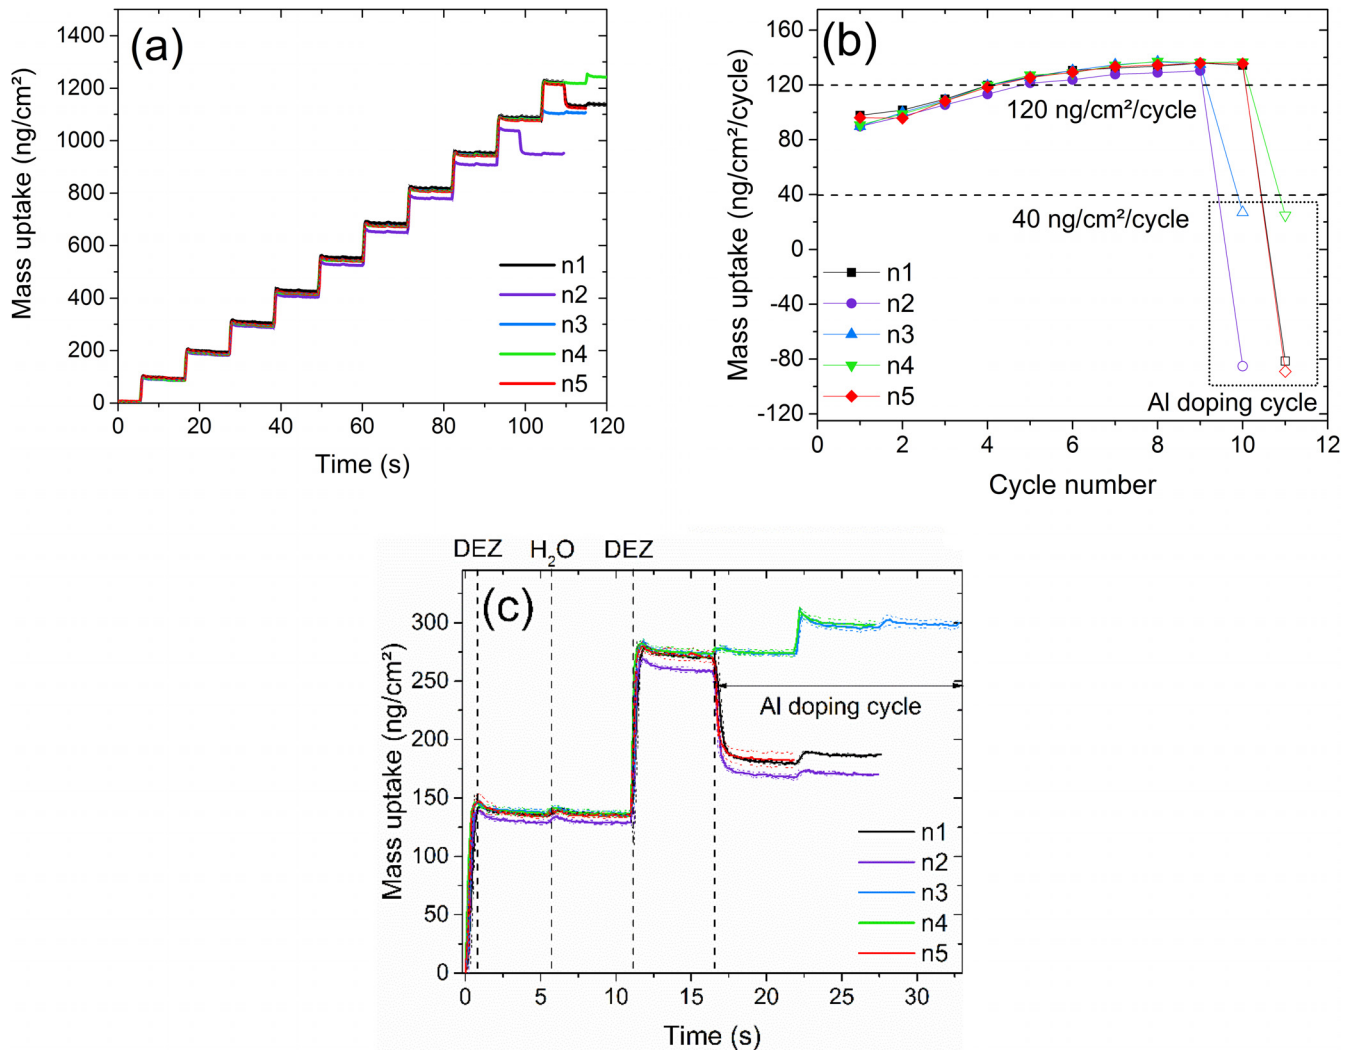 (a)
Mass uptake (ng/cm²)
1400
1200
1000
800
600
400
200
0
0 20 40 60 80 100 120
Time (s)
n1
n2
n3
n4
n5
(b)
Mass uptake (ng/cm²/cycle)
160
120
80
40
0
-40
-80
-120
120 ng/cm²/cycle
40 ng/cm²/cycle
n1
n2
n3
n4
n5
Al doping cycle
0 2 4 6 8 10 12
Cycle number
DEZ H₂O DEZ
(c)
Mass uptake (ng/cm²)
300
250
200
150
100
50
0
Al doping cycle
n1
n2
n3
n4
n5
0 5 10 15 20 25 30
Time (s)